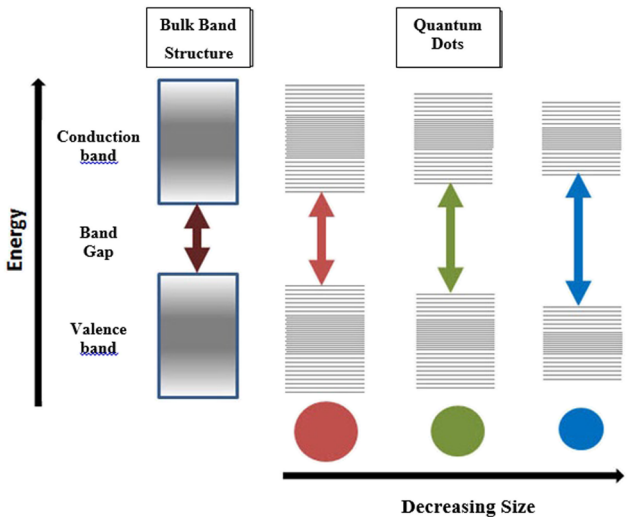 Bulk Band
Structure
Quantum
Dots
Energy
Conduction
band
Band
Gap
Valence
band
Decreasing Size